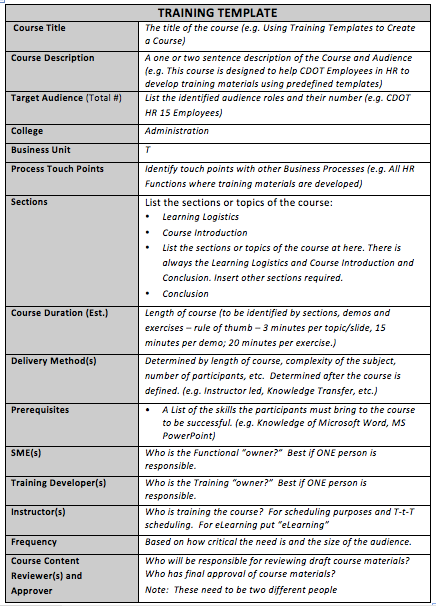 TRAINING TEMPLATE
Course Title
The title of the course (e.g. Using Training Templates to Create
a Course)
Course Description
A one or two sentence description of the Course and Audience
(e.g. This course is designed to help CDOT Employees in HR to
develop training materials using predefined templates)
Target Audience (Total #)
List the identified audience roles and their number (e.g. CDOT
HR 15 Employees)
College
Administration
Business Unit
T
Process Touch Points
Identify touch points with other Business Processes (e.g. All HR
Functions where training materials are developed)
Sections
List the sections or topics of the course:
• Learning Logistics
• Course Introduction
• List the sections or topics of the course at here. There is
always the Learning Logistics and Course Introduction and
Conclusion. Insert other sections required.
• Conclusion
Course Duration (Est.)
Length of course (to be identified by sections, demos and
exercises – rule of thumb – 3 minutes per topic/slide, 15
minutes per demo; 20 minutes per exercise.)
Delivery Method(s)
Determined by length of course, complexity of the subject,
number of participants, etc. Determined after the course is
defined. (e.g. Instructor led, Knowledge Transfer, etc.)
Prerequisites
• A List of the skills the participants must bring to the course
to be successful. (e.g. Knowledge of Microsoft Word, MS
PowerPoint)
SME(s)
Who is the Functional "owner?" Best if ONE person is
responsible.
Training Developer(s)
Who is the Training "owner?" Best if ONE person is
responsible.
Instructor(s)
Who is training the course? For scheduling purposes and T-t-T
scheduling. For eLearning put "eLearning"
Frequency
Based on how critical the need is and the size of the audience.
Course Content
Reviewer(s) and
Approver
Who will be responsible for reviewing draft course materials?
Who has final approval of course materials?
Note: These need to be two different people